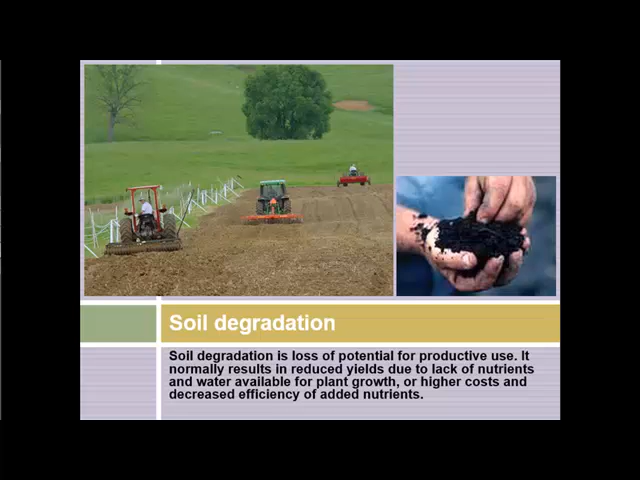 Soil degradation
Soil degradation is loss of potential for productive use. It
normally results in reduced yields due to lack of nutrients
and water available for plant growth, or higher costs and
decreased efficiency of added nutrients.